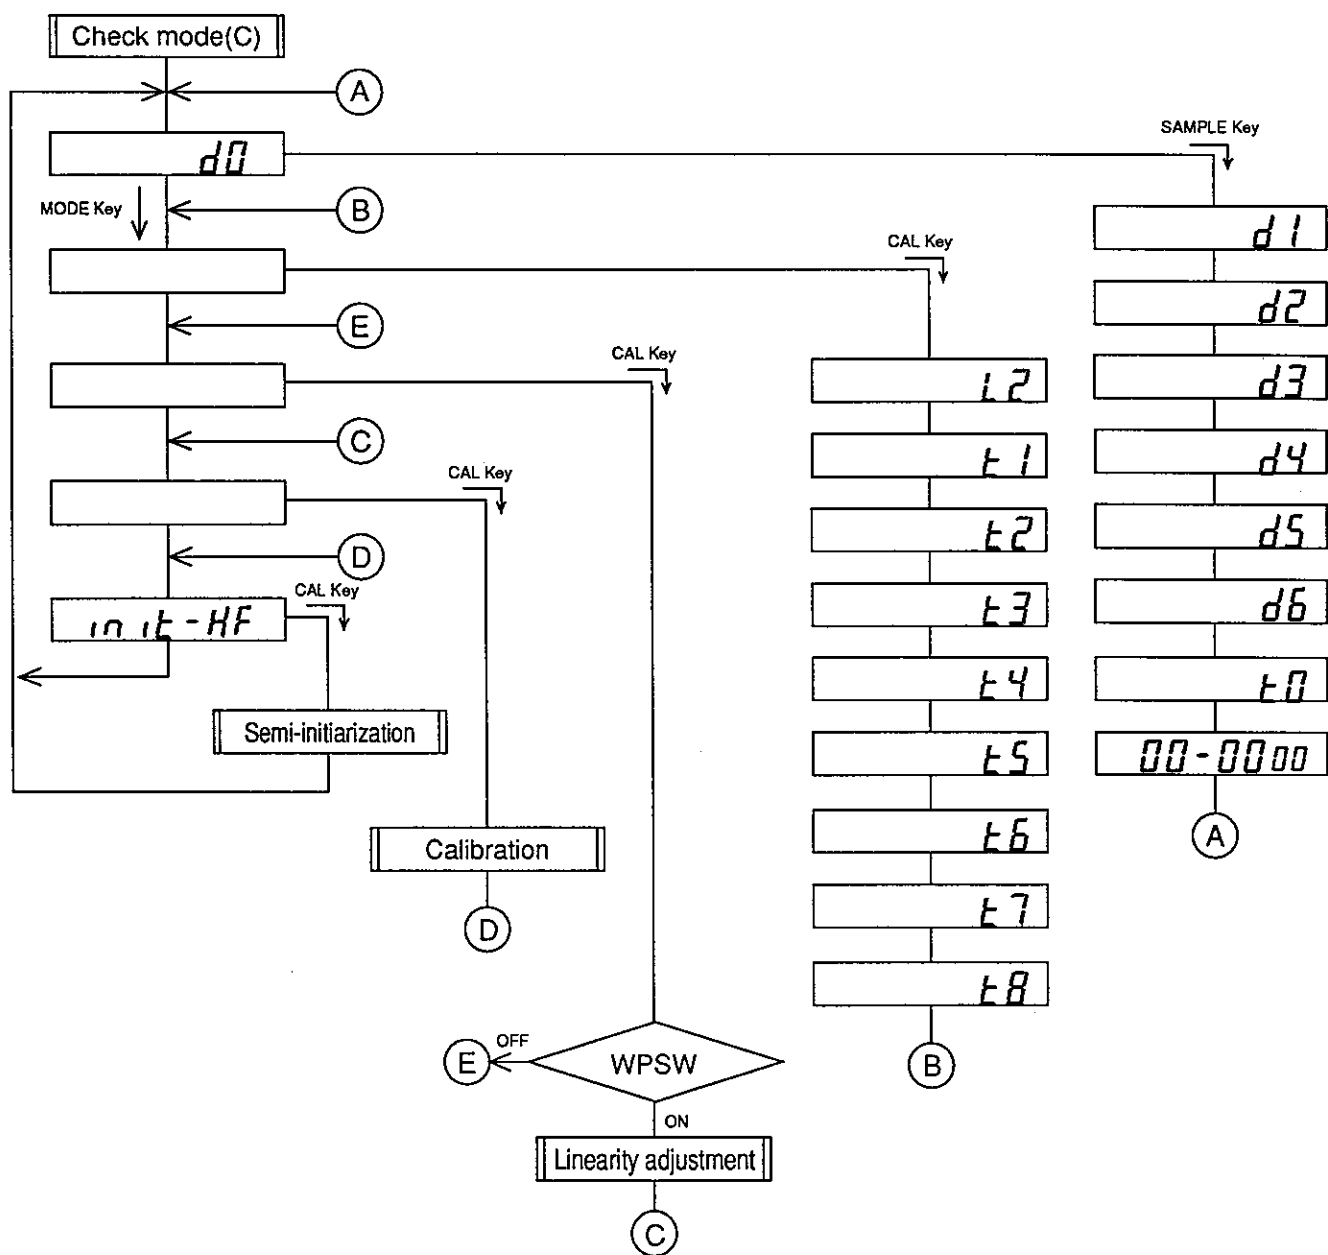 Check mode(C)
A
SAMPLE Key
d0
MODE Key
B
d1
CAL Key
d2
E
CAL Key
L2
d3
C
t1
d4
CAL Key
t2
d5
D
CAL Key
init-HF
t3
d6
t4
t0
Semi-initiarization
t5
00-0000
t6
A
Calibration
t7
D
t8
E
OFF
WPSW
B
ON
Linearity adjustment
C